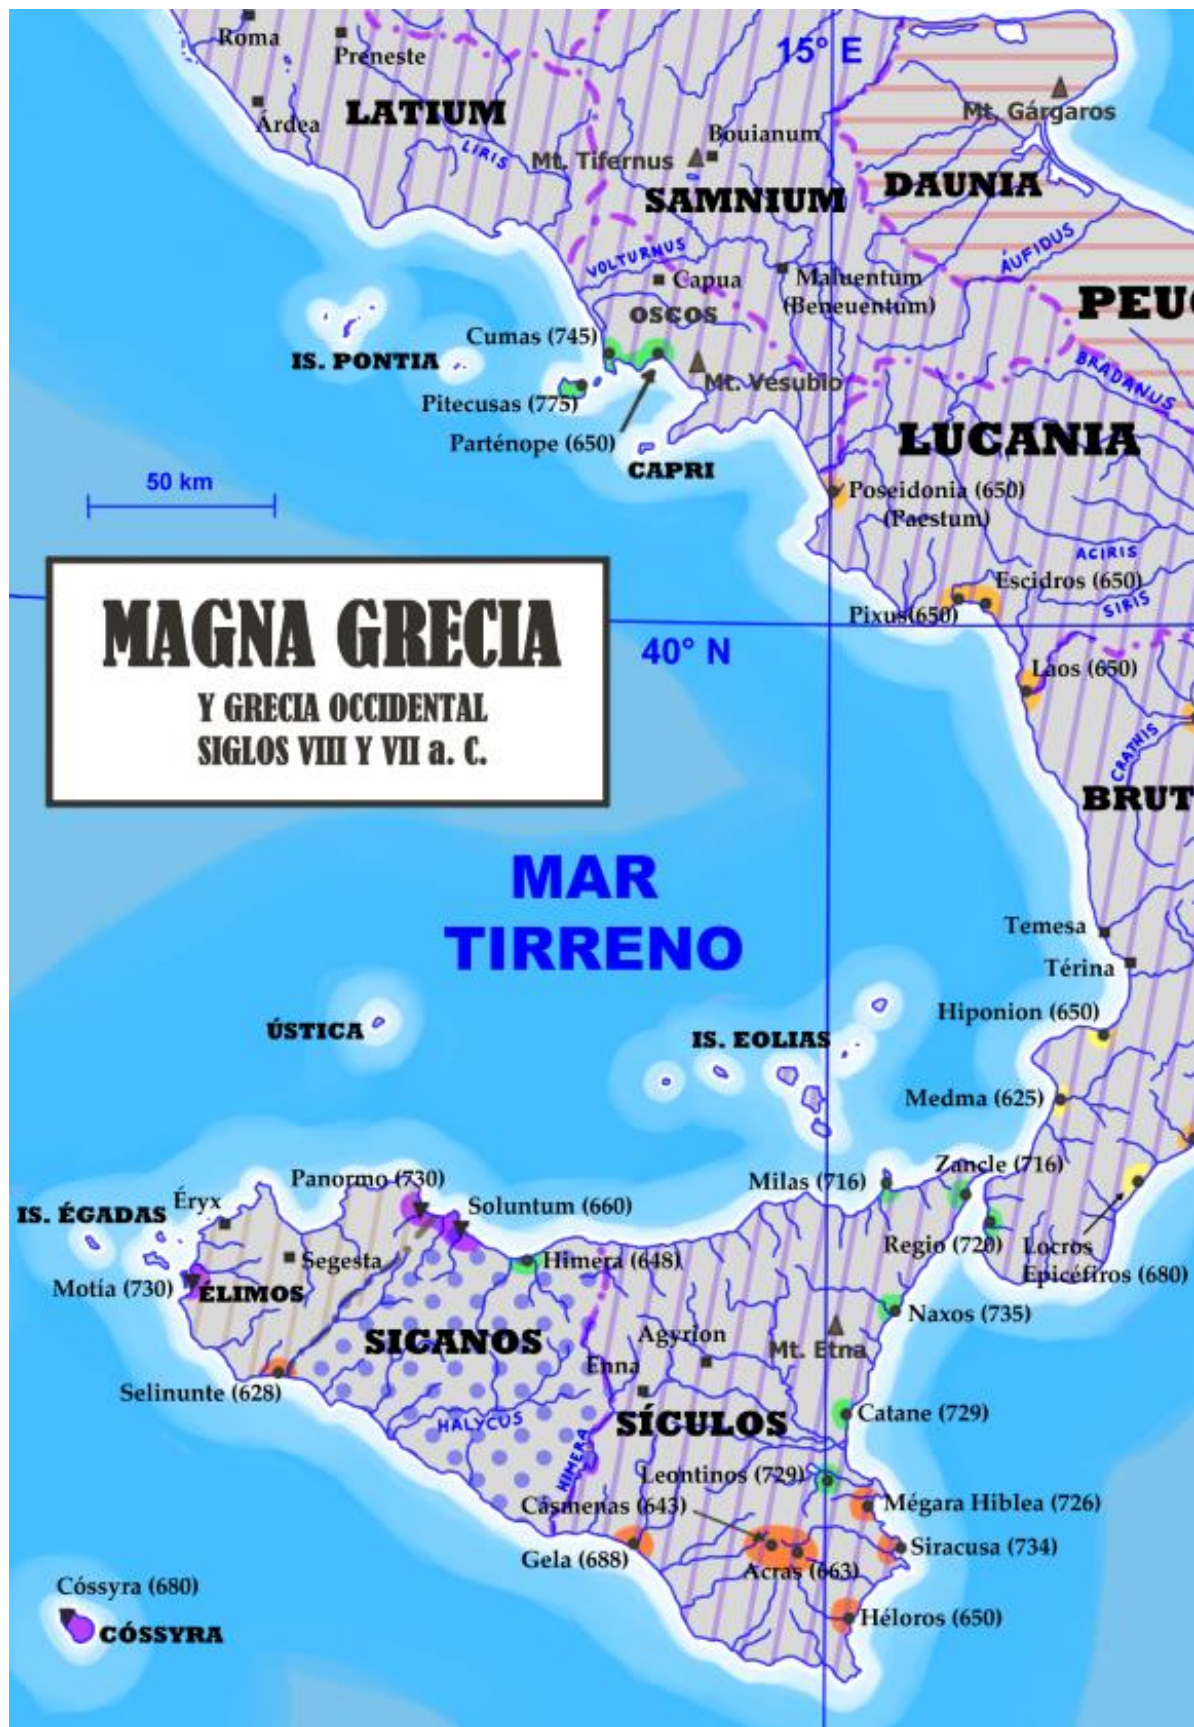 Roma
Preneste
15° E
Mt. Gárgaros
LATIUM
Árdea
Bouianum
LIRIS
Mt. Tifernus
DAUNIA
SAMNIUM
VOLTURNUS
ÁUFIDUS
Capua
Maluentum
(Beneuentum)
PEUC
OSCOS
Cumas (745)
IS. PONTIA
BRADANUS
Mt. Vesubio
Pitecusas (775)
Parténope (650)
LUCANIA
CAPRI
50 km
Poseidonia (650)
(Paestum)
ACIRIS
Escidros (650)
SIRIS
Pixus(650)
MAGNA GRECIA
Y GRECIA OCCIDENTAL
SIGLOS VIII Y VII a. C.
40° N
Laos (650)
CRATHIS
BRUT
MAR
TIRRENO
Temesa
Térina
Hiponion (650)
ÚSTICA
IS. EOLIAS
Medma (625)
Zancle (716)
Panormo (730)
Milas (716)
Éryx
Soluntum (660)
IS. ÉGADAS
Regio (720)
Locros
Epicéfiros (680)
Segesta
Himera (648)
Motía (730)
ÉLIMOS
Naxos (735)
SICANOS
Agyrion
Mt. Etna
Enna
Selinunte (628)
HALYCUS
SÍCULOS
Catane (729)
HIMERA
Leontinos (729)
Cásmenas (643)
Mégara Hiblea (726)
Gela (688)
Siracusa (734)
Acras (663)
Cóssyra (680)
Héloros (650)
CÓSSYRA